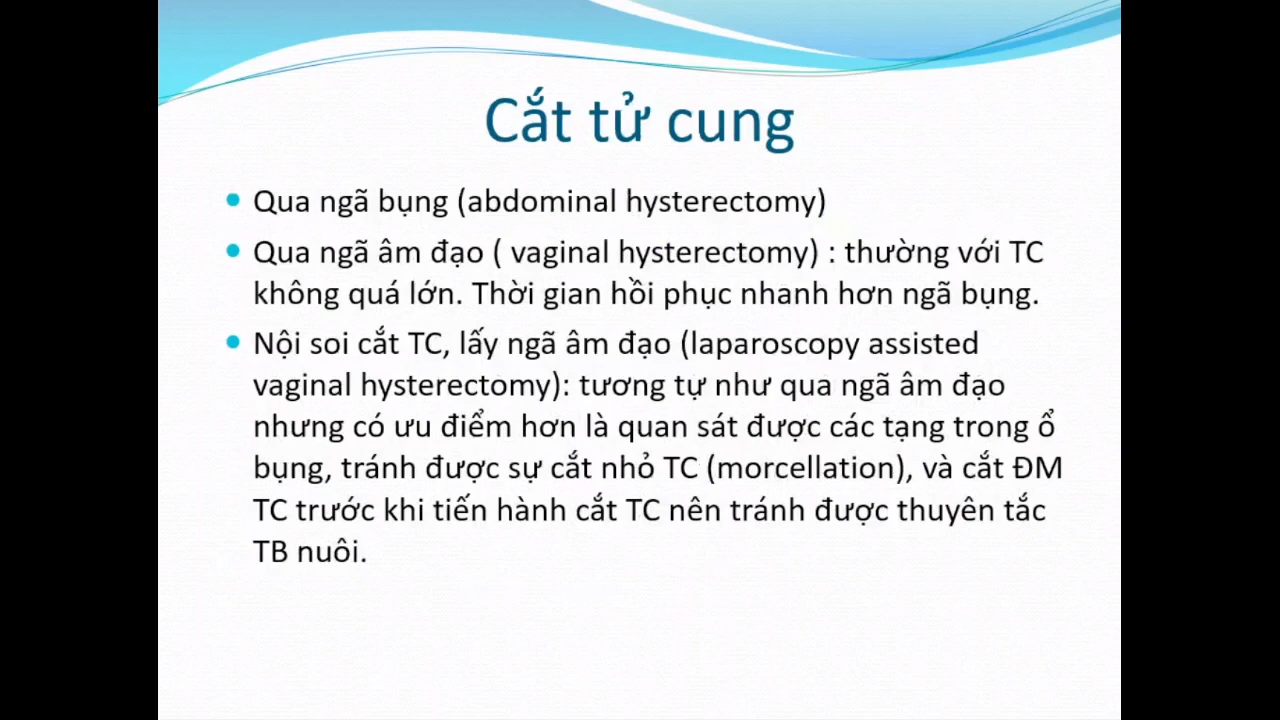 Cắt tử cung
• Qua ngã bụng (abdominal hysterectomy)
• Qua ngã âm đạo ( vaginal hysterectomy) : thường với TC
không quá lớn. Thời gian hồi phục nhanh hơn ngã bụng.
• Nội soi cắt TC, lấy ngã âm đạo (laparoscopy assisted
vaginal hysterectomy): tương tự như qua ngã âm đạo
nhưng có ưu điểm hơn là quan sát được các tạng trong ổ
bụng, tránh được sự cắt nhỏ TC (morcellation), và cắt ĐM
TC trước khi tiến hành cắt TC nên tránh được thuyên tắc
TB nuôi.